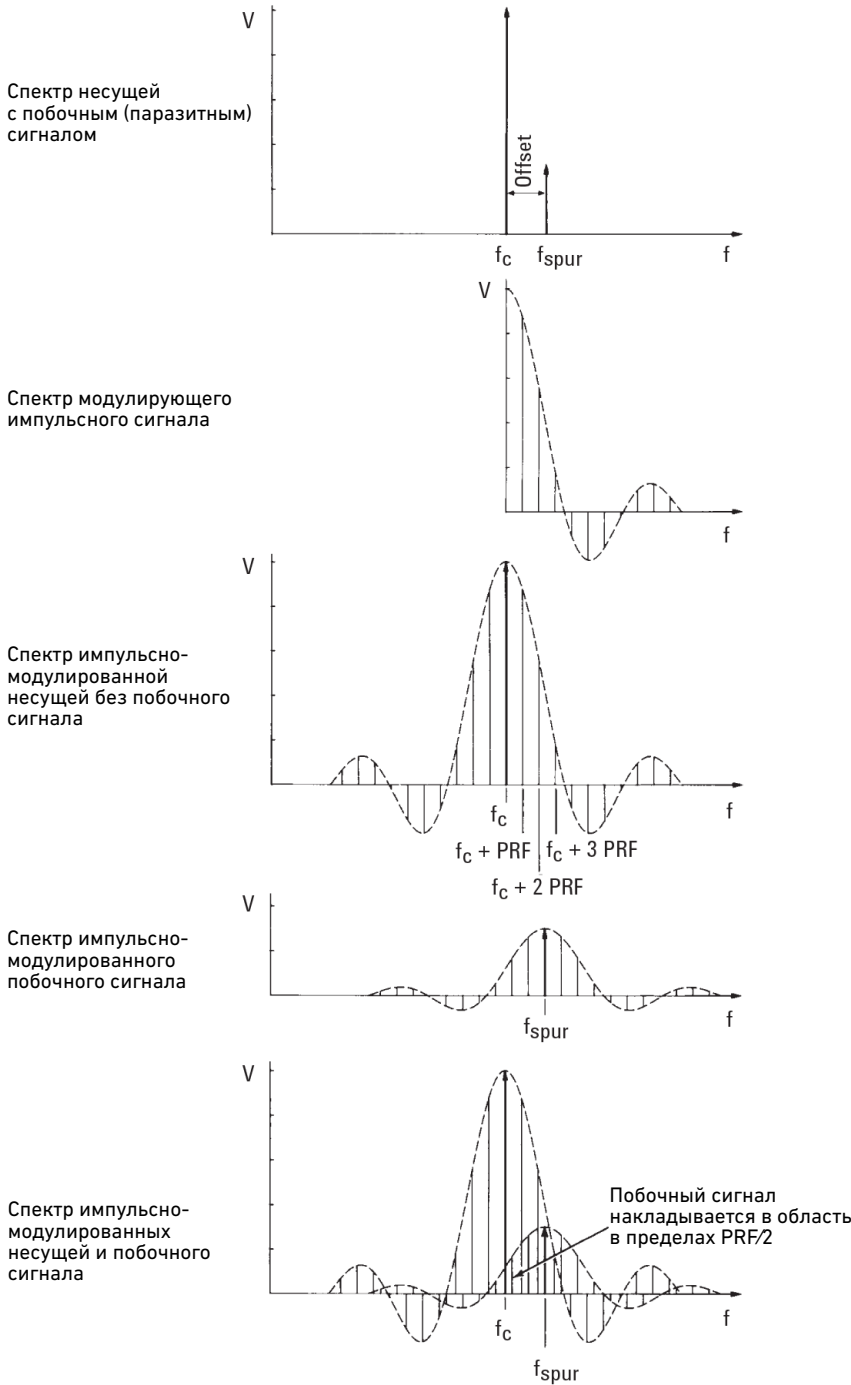 V
Спектр несущей
с побочным (паразитным)
сигналом
Offset
fc
fspur
f
V
Спектр модулирующего
импульсного сигнала
f
V
Спектр импульсно-
модулированной
несущей без побочного
сигнала
fc
f
fc + PRF
fc + 3 PRF
fc + 2 PRF
V
Спектр импульсно-
модулированного
побочного сигнала
fspur
f
V
Спектр импульсно-
модулированных
несущей и побочного
сигнала
Побочный сигнал
накладывается в область
в пределах PRF/2
fc
f
fspur